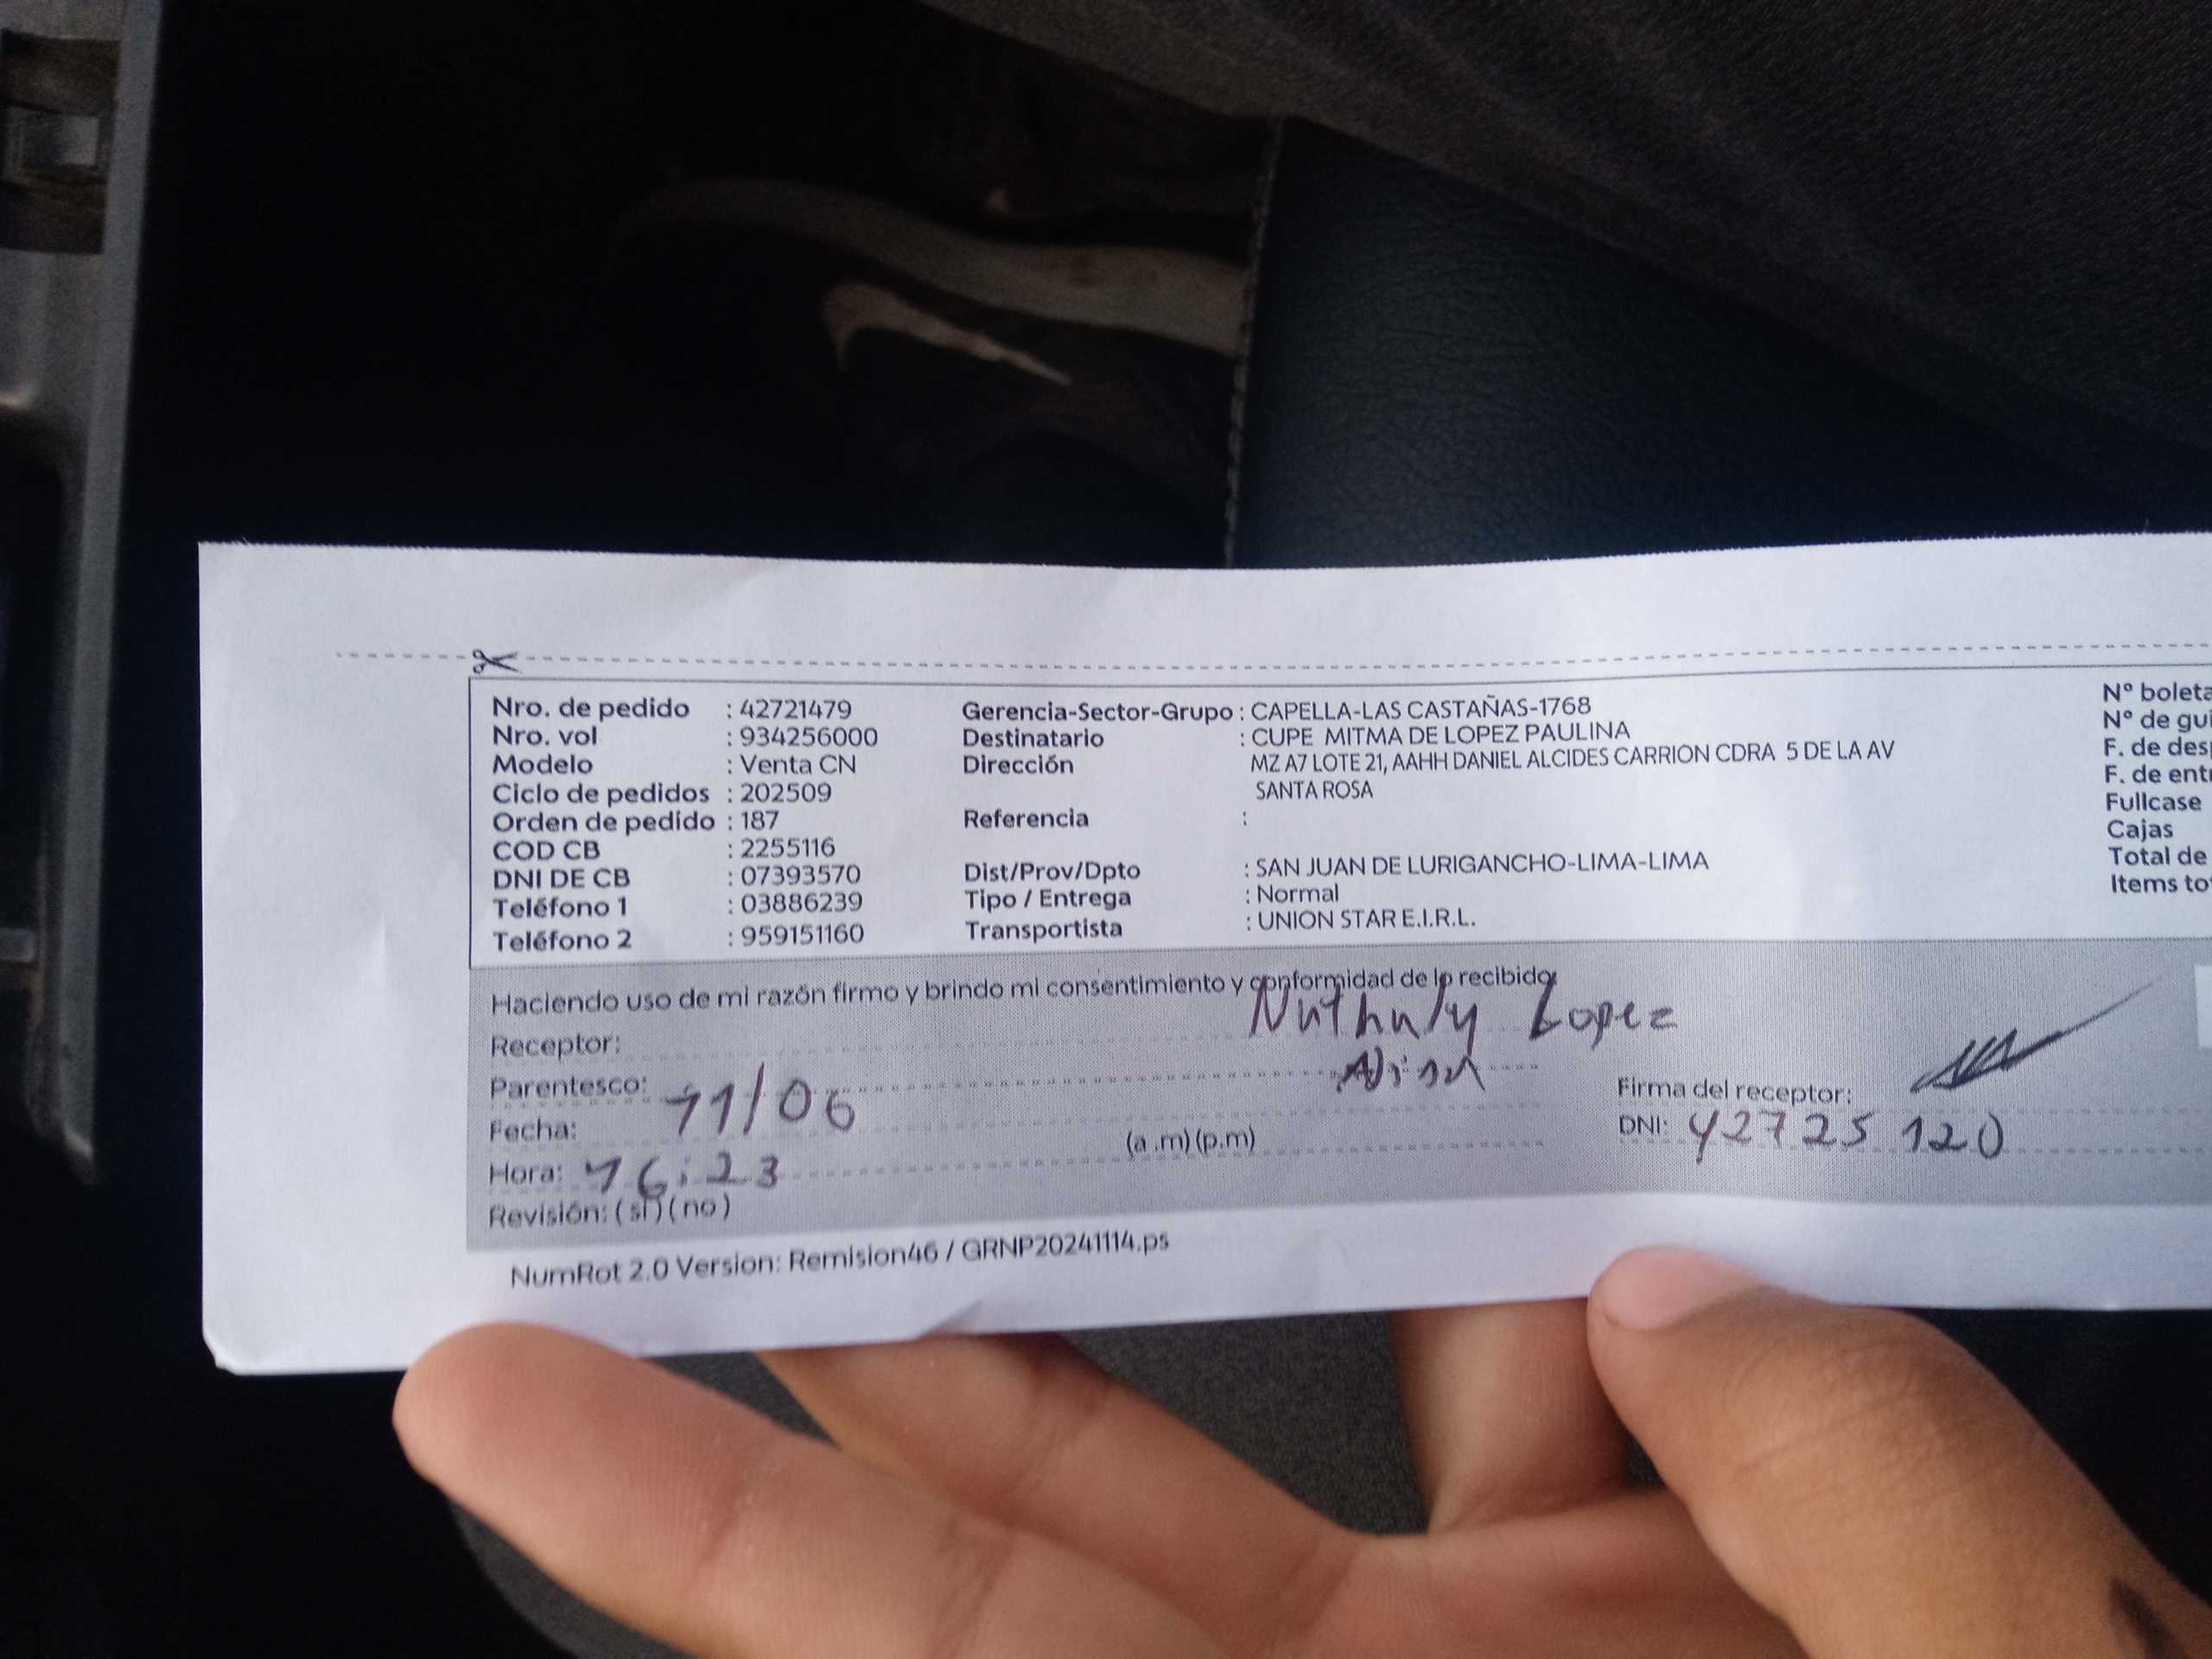 Nro. de pedido : 42721479
Nro. vol : 934256000
Modelo : Venta CN
Ciclo de pedidos : 202509
Orden de pedido : 187
COD CB : 2255116
DNI DE CB : 07393570
Teléfono 1 : 03886239
Teléfono 2 : 959151160
Gerencia-Sector-Grupo : CAPELLA-LAS CASTAÑAS-1768
Destinatario : CUPE MITMA DE LOPEZ PAULINA
Dirección MZ A7 LOTE 21, AAHH DANIEL ALCIDES CARRION CDRA 5 DE LA AV
SANTA ROSA
Referencia :
Dist/Prov/Dpto : SAN JUAN DE LURIGANCHO-LIMA-LIMA
Tipo / Entrega : Normal
Transportista : UNION STAR E.I.R.L.
N° boleta
N° de gui
F. de des
F. de ent
Fullcase
Cajas
Total de
Items to
Haciendo uso de mi razón firmo y brindo mi consentimiento y conformidad de lo recibido
Receptor: Nathaly Lopez
Parentesco:
Fecha: 11/06
Hora: 16:23 (a .m) (p.m)
Revisión: ( si ) ( no )
Firma del receptor:
DNI: 42725120
NumRot 2.0 Version: Remision46 / GRNP20241114.ps